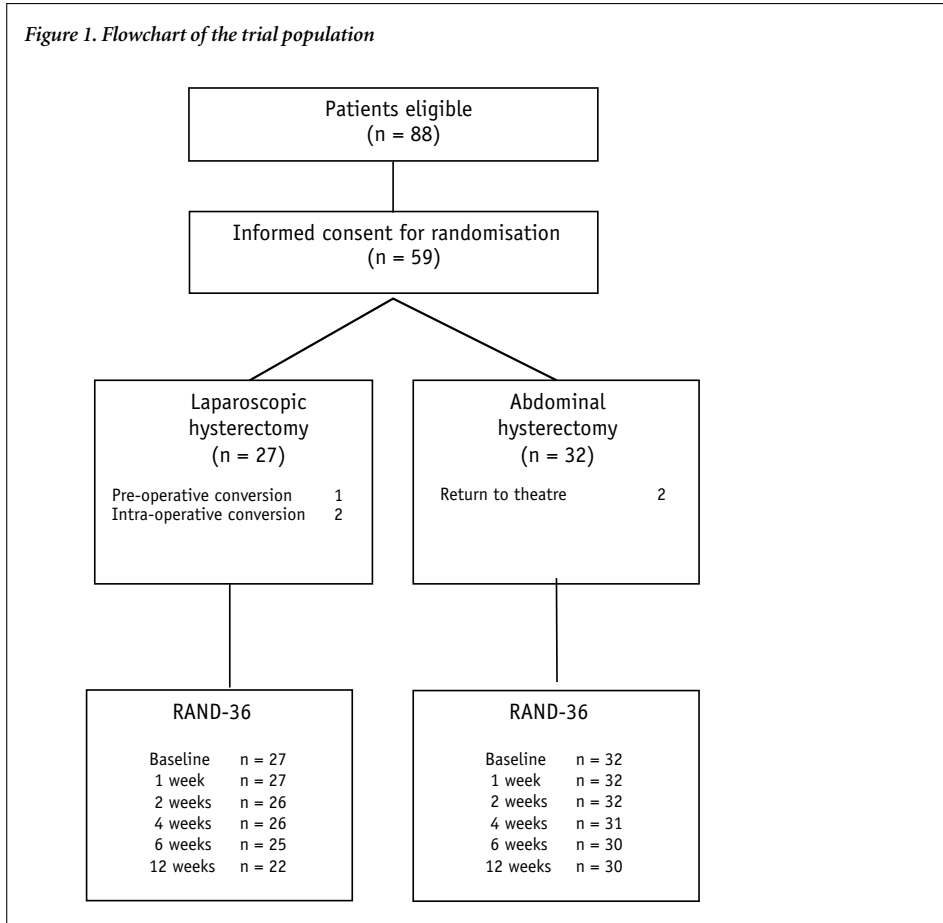 Figure 1. Flowchart of the trial population
Patients eligible
(n = 88)
Informed consent for randomisation
(n = 59)
Laparoscopic
hysterectomy
(n = 27)
Pre-operative conversion 1
Intra-operative conversion 2
Abdominal
hysterectomy
(n = 32)
Return to theatre 2
RAND-36
Baseline n = 27
1 week n = 27
2 weeks n = 26
4 weeks n = 26
6 weeks n = 25
12 weeks n = 22
RAND-36
Baseline n = 32
1 week n = 32
2 weeks n = 32
4 weeks n = 31
6 weeks n = 30
12 weeks n = 30